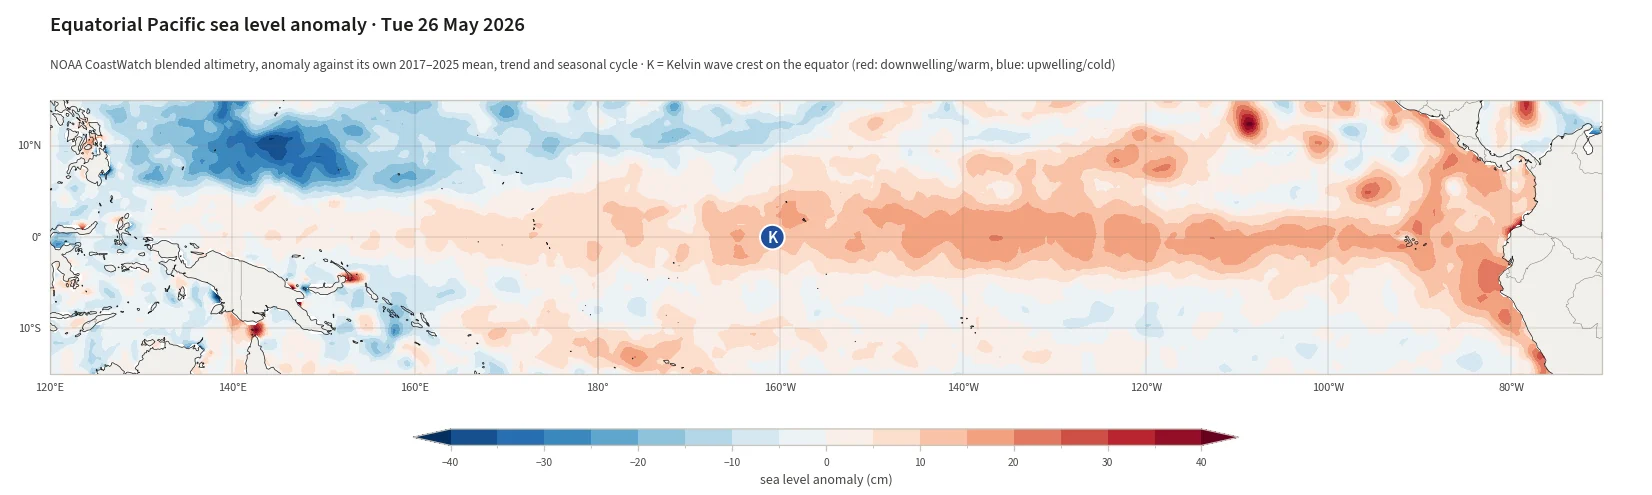 Equatorial Pacific sea level anomaly · Tue 26 May 2026
NOAA CoastWatch blended altimetry, anomaly against its own 2017–2025 mean, trend and seasonal cycle · K = Kelvin wave crest on the equator (red: downwelling/warm, blue: upwelling/cold)
10°N
0°
K
10°S
120°E 140°E 160°E 180° 160°W 140°W 120°W 100°W 80°W
−40 −30 −20 −10 0 10 20 30 40
sea level anomaly (cm)